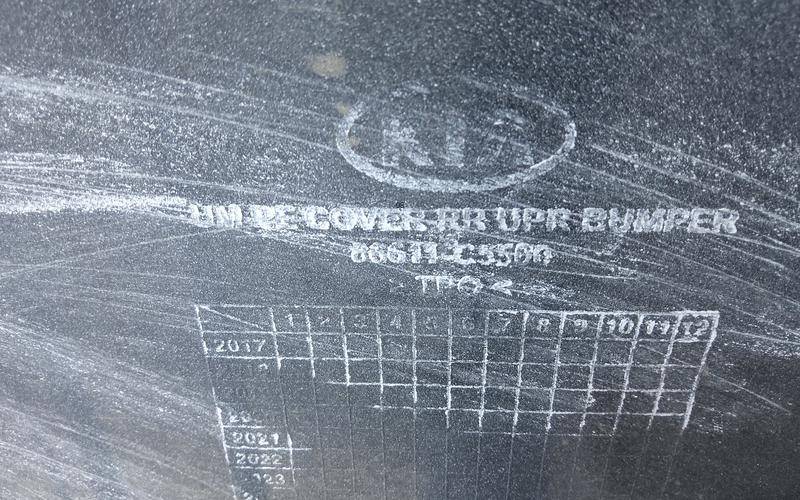 KIA
UM PE COVER-RR UPR BUMPER
86611-C5500
TPO
1 2 3 4 5 6 7 8 9 10 11 12
2017
2021
2022